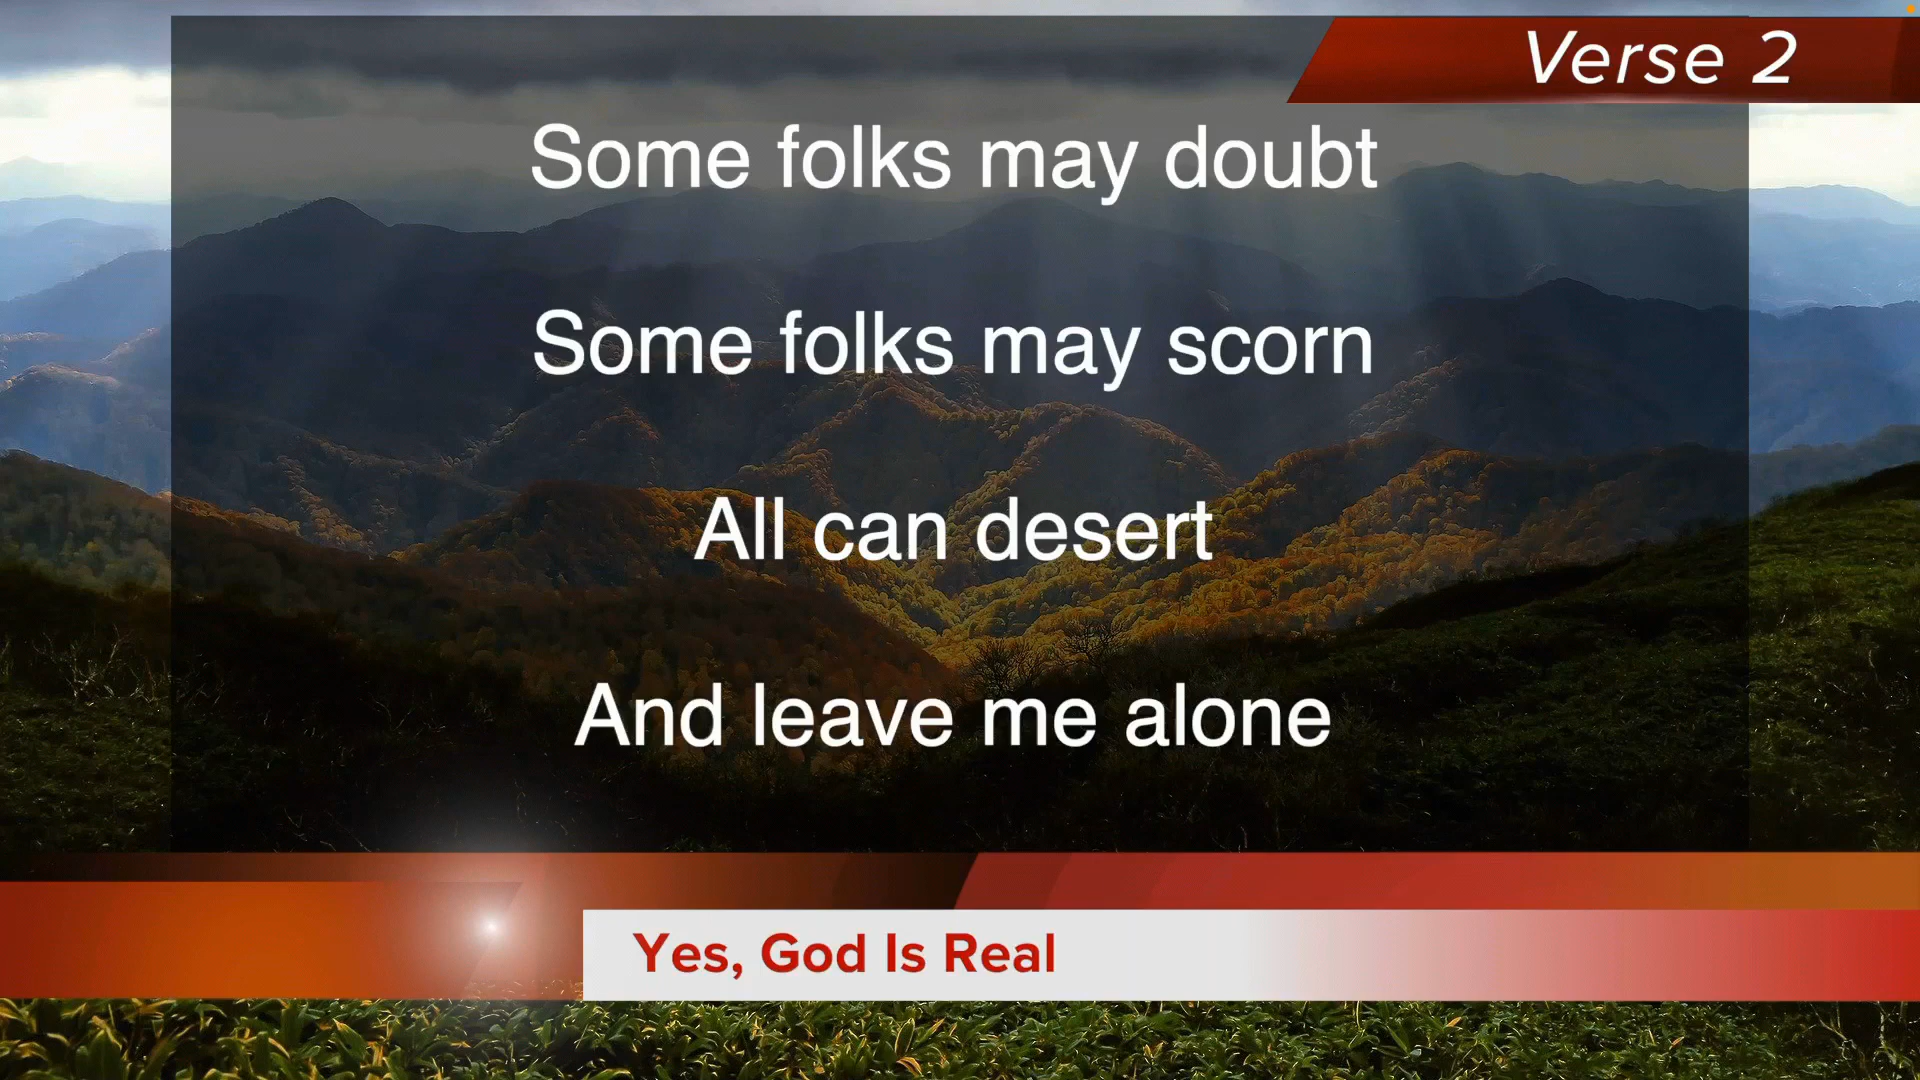 Verse 2
Some folks may doubt
Some folks may scorn
All can desert
And leave me alone
Yes, God Is Real